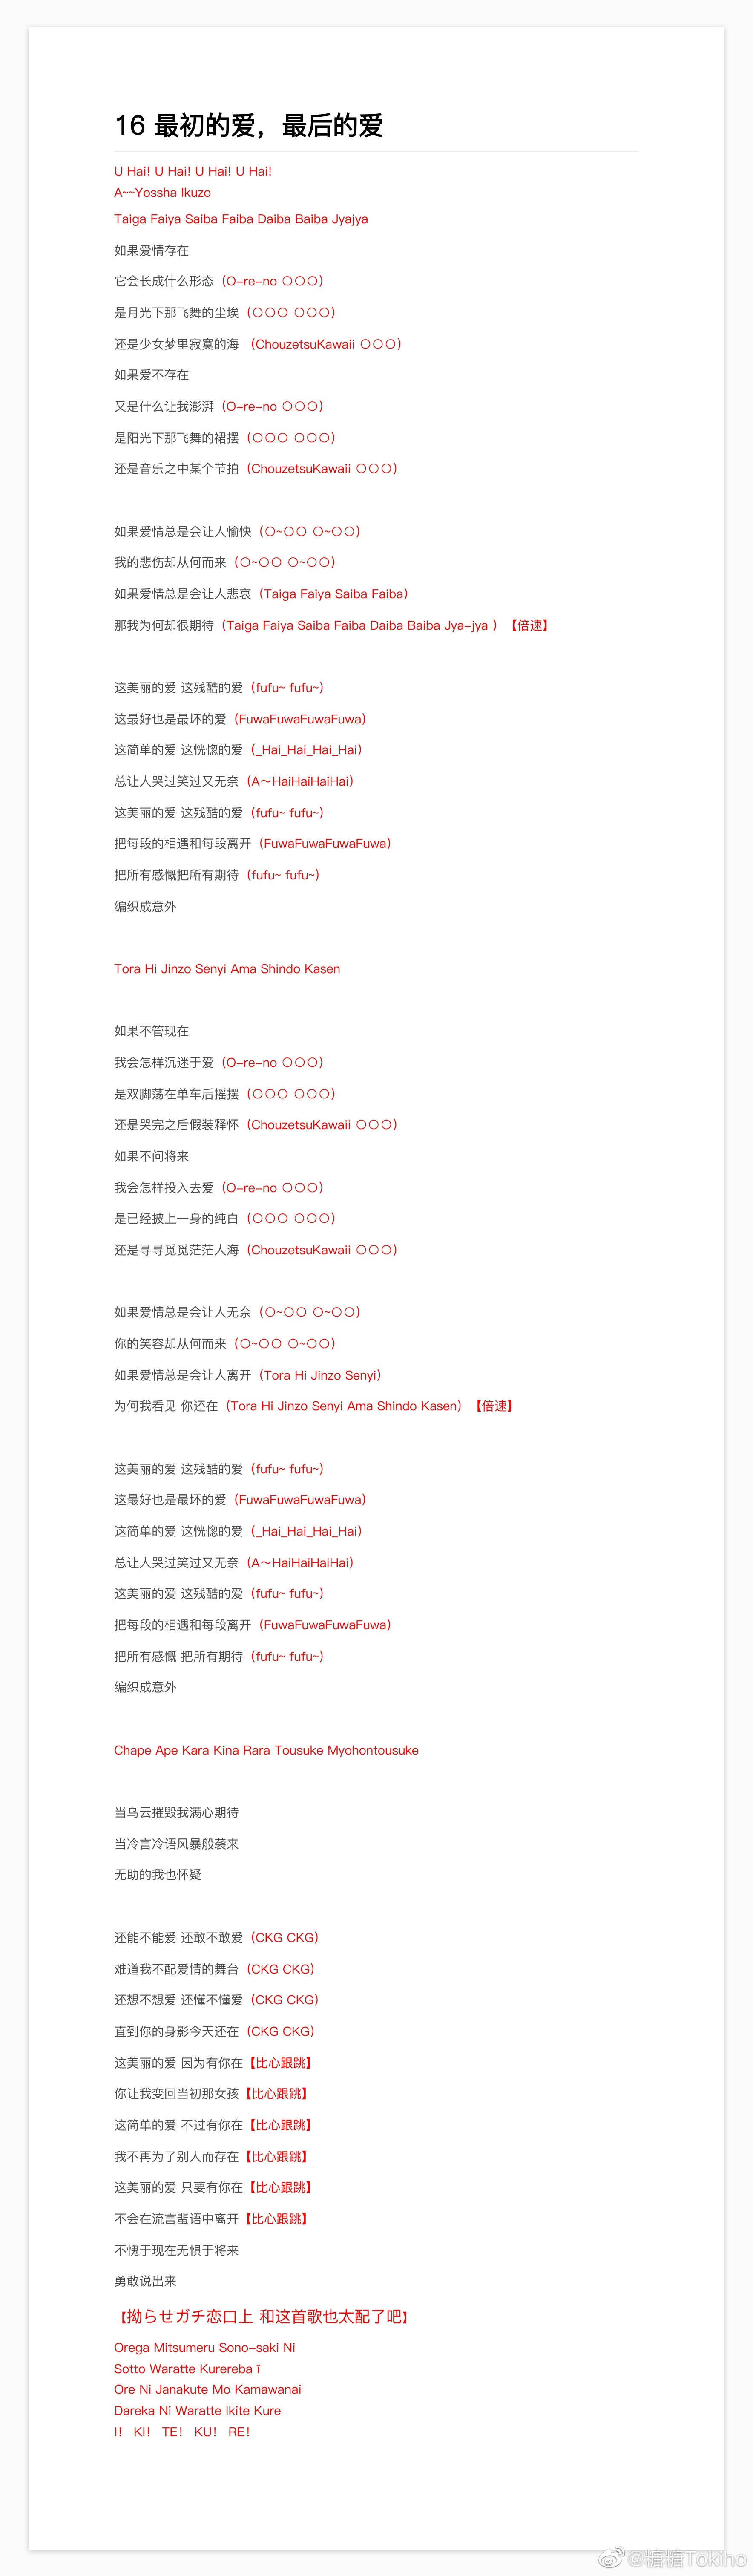 16 最初的爱，最后的爱
U Hai! U Hai! U Hai! U Hai!
A~~Yossha Ikuzo
Taiga Faiya Saiba Faiba Daiba Baiba Jyajya
如果爱情存在
它会长成什么形态（O-re-no 〇〇〇）
是月光下那飞舞的尘埃（〇〇〇 〇〇〇）
还是少女梦里寂寞的海 （ChouzetsuKawaii 〇〇〇）
如果爱不存在
又是什么让我澎湃（O-re-no 〇〇〇）
是阳光下那飞舞的裙摆（〇〇〇 〇〇〇）
还是音乐之中某个节拍（ChouzetsuKawaii 〇〇〇）
如果爱情总是会让人愉快（〇~〇〇 〇~〇〇）
我的悲伤却从何而来（〇~〇〇 〇~〇〇）
如果爱情总是会让人悲哀（Taiga Faiya Saiba Faiba）
那我为何却很期待（Taiga Faiya Saiba Faiba Daiba Baiba Jya-jya ）【倍速】
这美丽的爱 这残酷的爱（fufu~ fufu~）
这最好也是最坏的爱（FuwaFuwaFuwaFuwa）
这简单的爱 这恍惚的爱（_Hai_Hai_Hai_Hai）
总让人哭过笑过又无奈（A～HaiHaiHaiHai）
这美丽的爱 这残酷的爱（fufu~ fufu~）
把每段的相遇和每段离开（FuwaFuwaFuwaFuwa）
把所有感慨把所有期待（fufu~ fufu~）
编织成意外
Tora Hi Jinzo Senyi Ama Shindo Kasen
如果不管现在
我会怎样沉迷于爱（O-re-no 〇〇〇）
是双脚荡在单车后摇摆（〇〇〇 〇〇〇）
还是哭完之后假装释怀（ChouzetsuKawaii 〇〇〇）
如果不问将来
我会怎样投入去爱（O-re-no 〇〇〇）
是已经披上一身的纯白（〇〇〇 〇〇〇）
还是寻寻觅觅茫茫人海（ChouzetsuKawaii 〇〇〇）
如果爱情总是会让人无奈（〇~〇〇 〇~〇〇）
你的笑容却从何而来（〇~〇〇 〇~〇〇）
如果爱情总是会让人离开（Tora Hi Jinzo Senyi）
为何我看见 你还在（Tora Hi Jinzo Senyi Ama Shindo Kasen）【倍速】
这美丽的爱 这残酷的爱（fufu~ fufu~）
这最好也是最坏的爱（FuwaFuwaFuwaFuwa）
这简单的爱 这恍惚的爱（_Hai_Hai_Hai_Hai）
总让人哭过笑过又无奈（A～HaiHaiHaiHai）
这美丽的爱 这残酷的爱（fufu~ fufu~）
把每段的相遇和每段离开（FuwaFuwaFuwaFuwa）
把所有感慨 把所有期待（fufu~ fufu~）
编织成意外
Chape Ape Kara Kina Rara Tousuke Myohontousuke
当乌云摧毁我满心期待
当冷言冷语风暴般袭来
无助的我也怀疑
还能不能爱 还敢不敢爱（CKG CKG）
难道我不配爱情的舞台（CKG CKG）
还想不想爱 还懂不懂爱（CKG CKG）
直到你的身影今天还在（CKG CKG）
这美丽的爱 因为有你在【比心跟跳】
你让我变回当初那女孩【比心跟跳】
这简单的爱 不过有你在【比心跟跳】
我不再为了别人而存在【比心跟跳】
这美丽的爱 只要有你在【比心跟跳】
不会在流言蜚语中离开【比心跟跳】
不愧于现在无惧于将来
勇敢说出来
【拗らせガチ恋口上 和这首歌也太配了吧】
Orega Mitsumeru Sono-saki Ni
Sotto Waratte Kurereba ī
Ore Ni Janakute Mo Kamawanai
Dareka Ni Waratte Ikite Kure
I！ KI！ TE！ KU！ RE！
@糖糖Tokiho